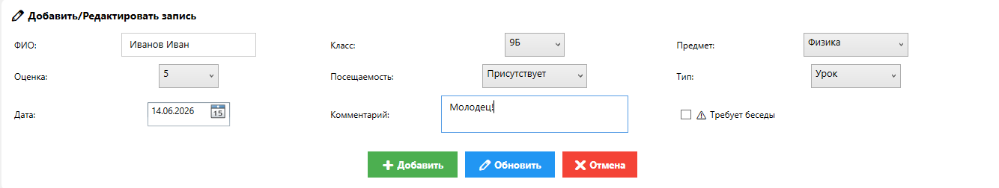 Добавить/Редактировать запись
ФИО: Иванов Иван Класс: 9Б Предмет: Физика
Оценка: 5 Посещаемость: Присутствует Тип: Урок
Дата: 14.06.2026 15 Комментарий: Молодец! Требует беседы
Добавить Обновить Отмена